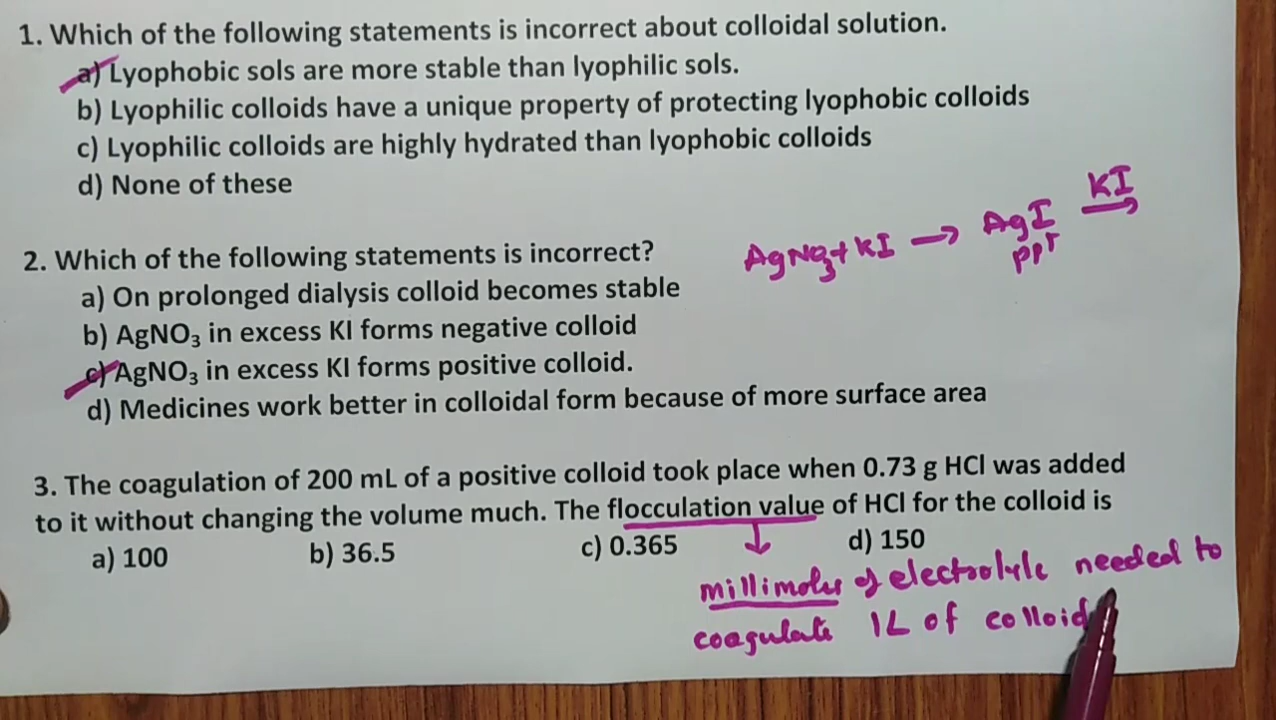 1. Which of the following statements is incorrect about colloidal solution.
a) Lyophobic sols are more stable than lyophilic sols.
b) Lyophilic colloids have a unique property of protecting lyophobic colloids
c) Lyophilic colloids are highly hydrated than lyophobic colloids
d) None of these
KI
AgNO₃ + KI → AgI →
ppt
2. Which of the following statements is incorrect?
a) On prolonged dialysis colloid becomes stable
b) AgNO₃ in excess KI forms negative colloid
c) AgNO₃ in excess KI forms positive colloid.
d) Medicines work better in colloidal form because of more surface area
3. The coagulation of 200 mL of a positive colloid took place when 0.73 g HCl was added
to it without changing the volume much. The flocculation value of HCl for the colloid is
a) 100 b) 36.5 c) 0.365 d) 150
↓
millimoles of electrolyte needed to
coagulate 1L of colloid